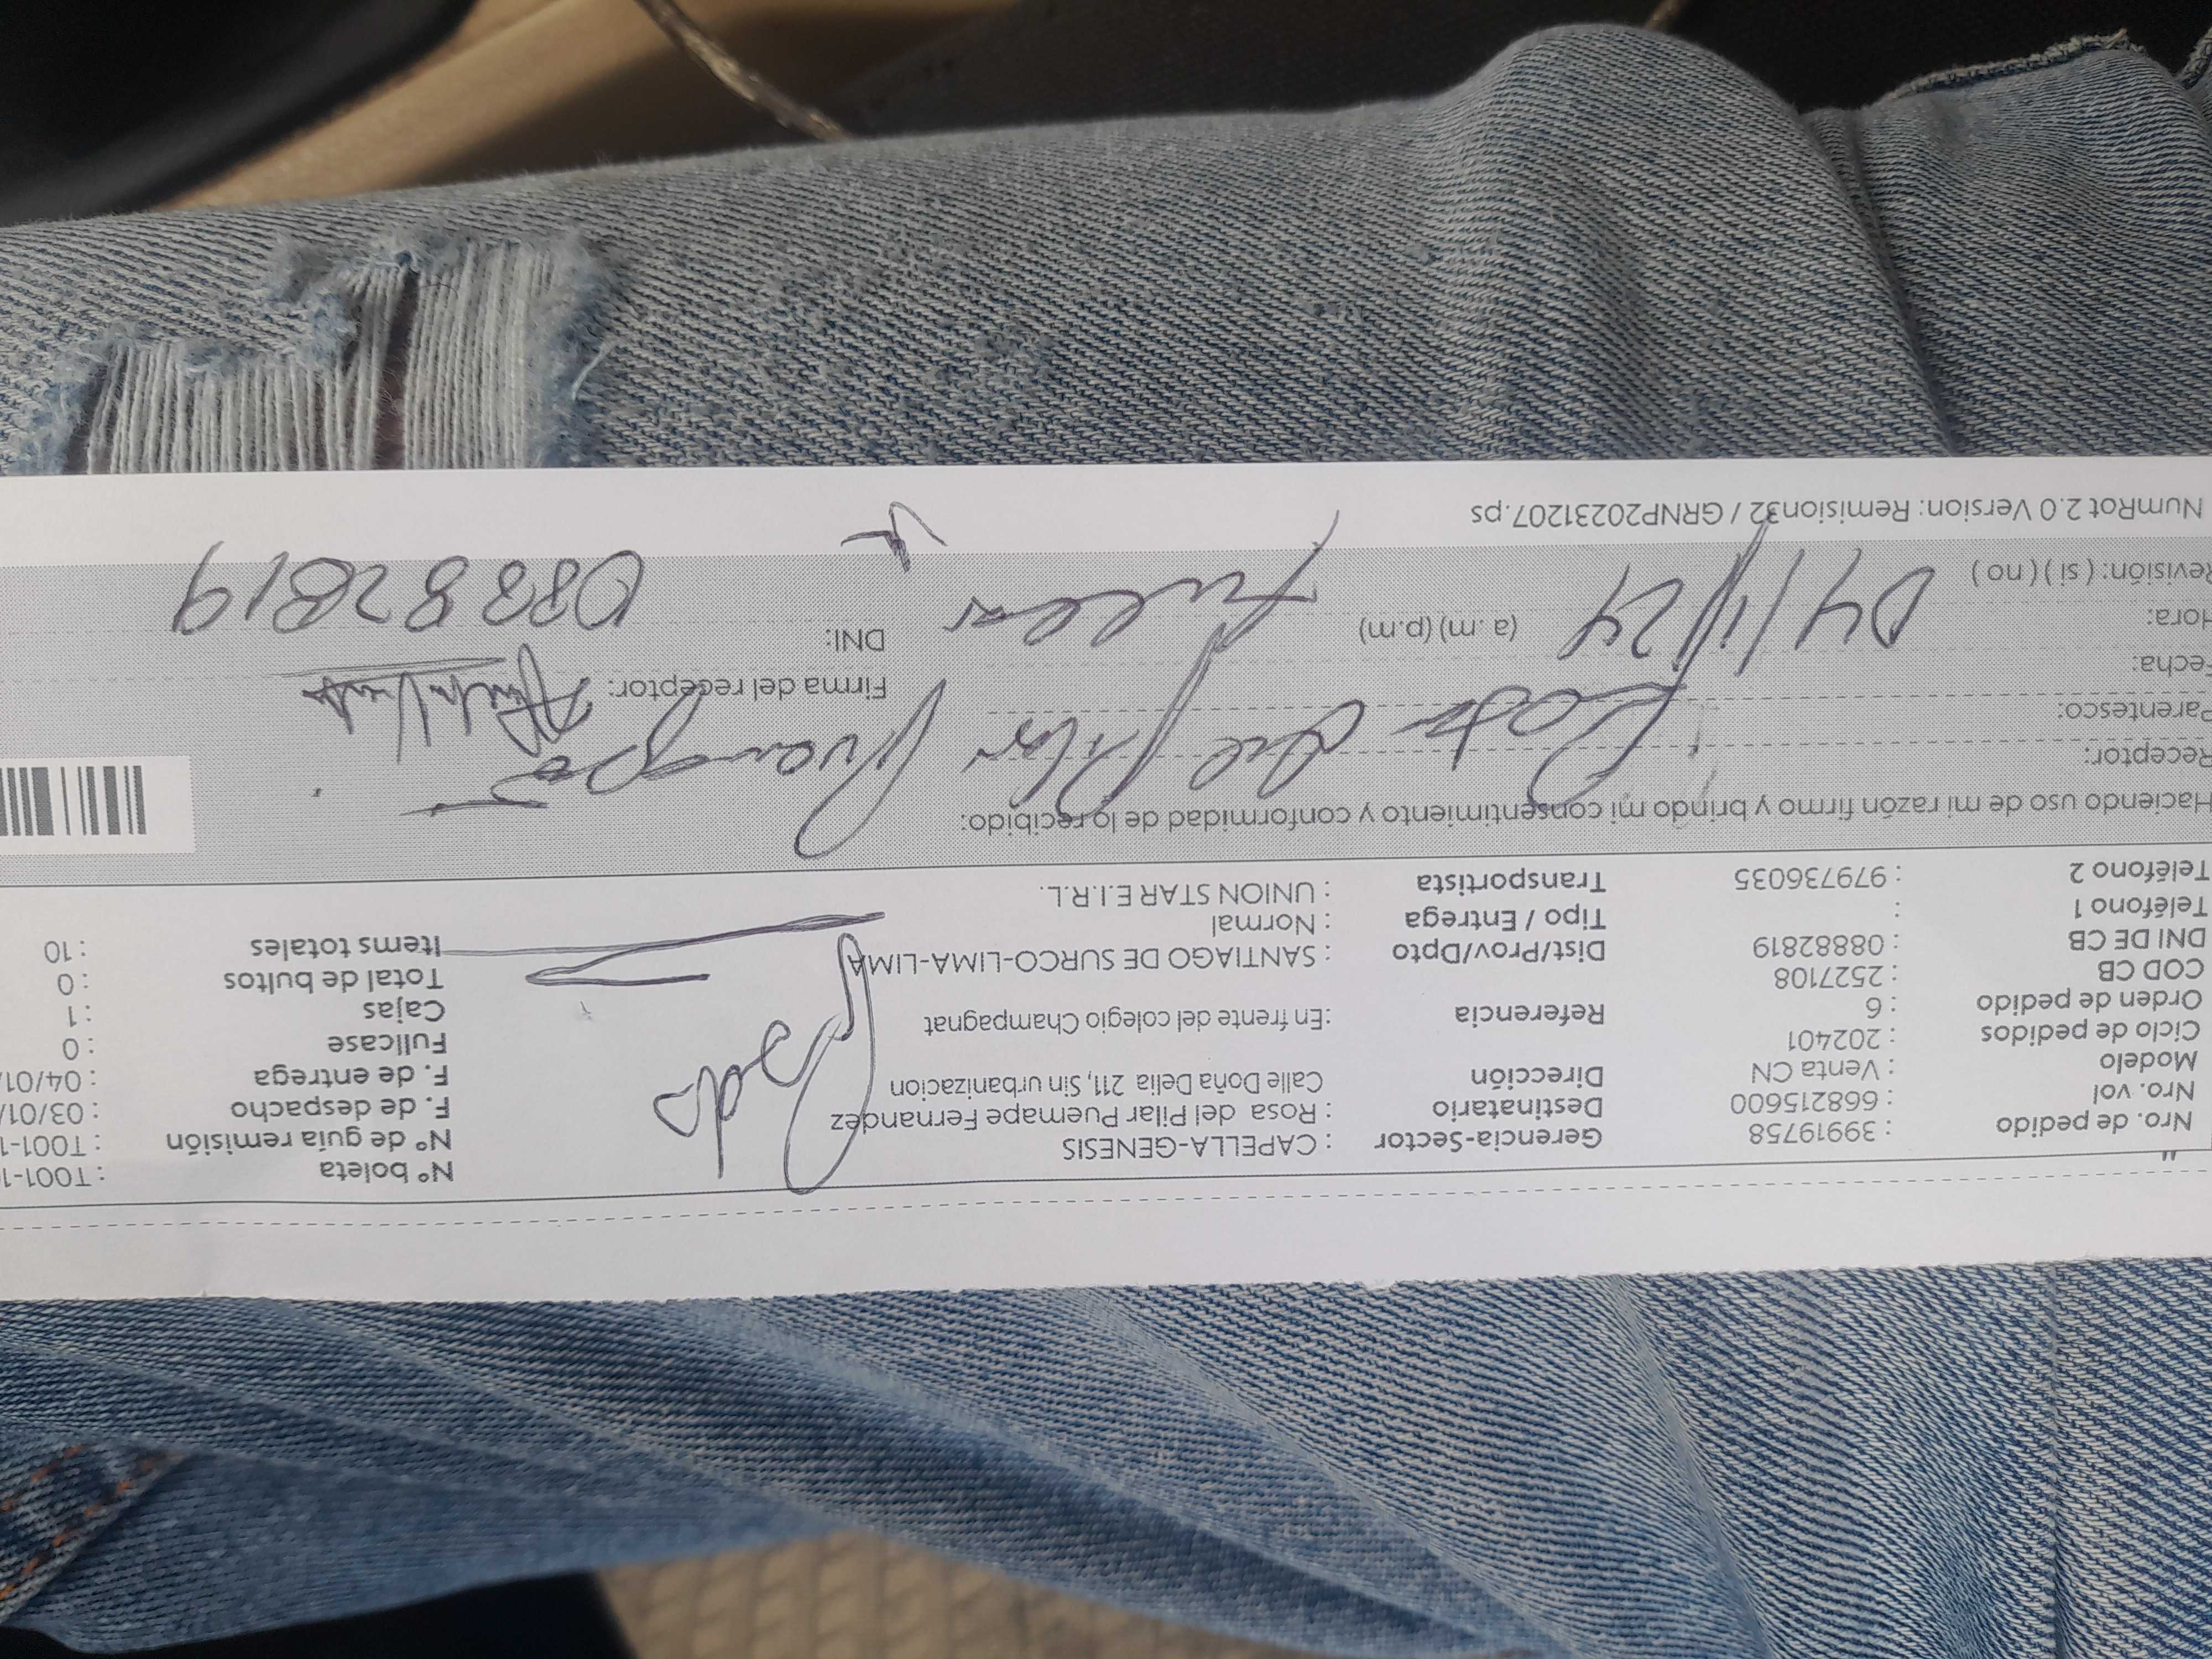 Nro. de pedido : 39919758 Gerencia-Sector : CAPELLA-GENESIS Nº boleta : T001-1
Nro. vol : 668215600 Destinatario : Rosa del Pilar Puemape Fernandez Nº de guía remisión : T001-1
Modelo : Venta CN Dirección Calle Doña Delia 211, Sin urbanizacion F. de despacho : 03/01/
Ciclo de pedidos : 202401 F. de entrega : 04/01/
Orden de pedido : 6 Referencia :En frente del colegio Champagnat Fullcase : 0
COD CB : 2527108 Cajas : 1
DNI DE CB : 08882819 Dist/Prov/Dpto : SANTIAGO DE SURCO-LIMA-LIMA Total de bultos : 0
Teléfono 1 : Tipo / Entrega : Normal Items totales : 10
Teléfono 2 : 979736035 Transportista : UNION STAR E.I.R.L.
Haciendo uso de mi razón firmo y brindo mi consentimiento y conformidad de lo recibido:
Receptor: Rosa del Pilar
Parentesco:
Fecha: 04/1/24 Firma del receptor:
Hora: (a.m) (p.m) DNI: 08882819
Revisión: ( si ) ( no )
NumRot 2.0 Version: Remision32 / GRNP20231207.ps